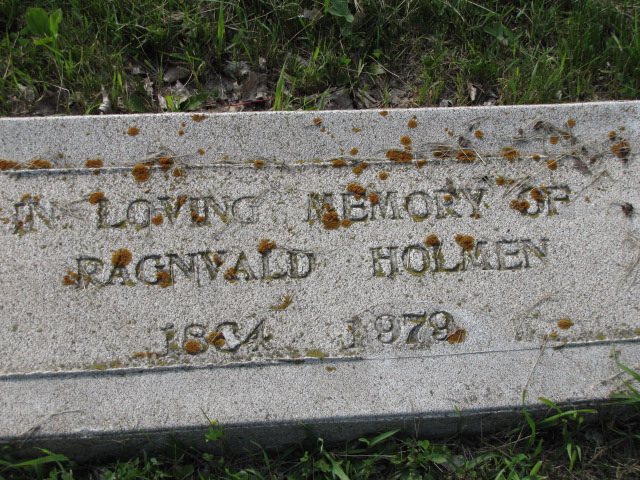 IN LOVING MEMORY OF
RAGNVALD HOLMEN
1979